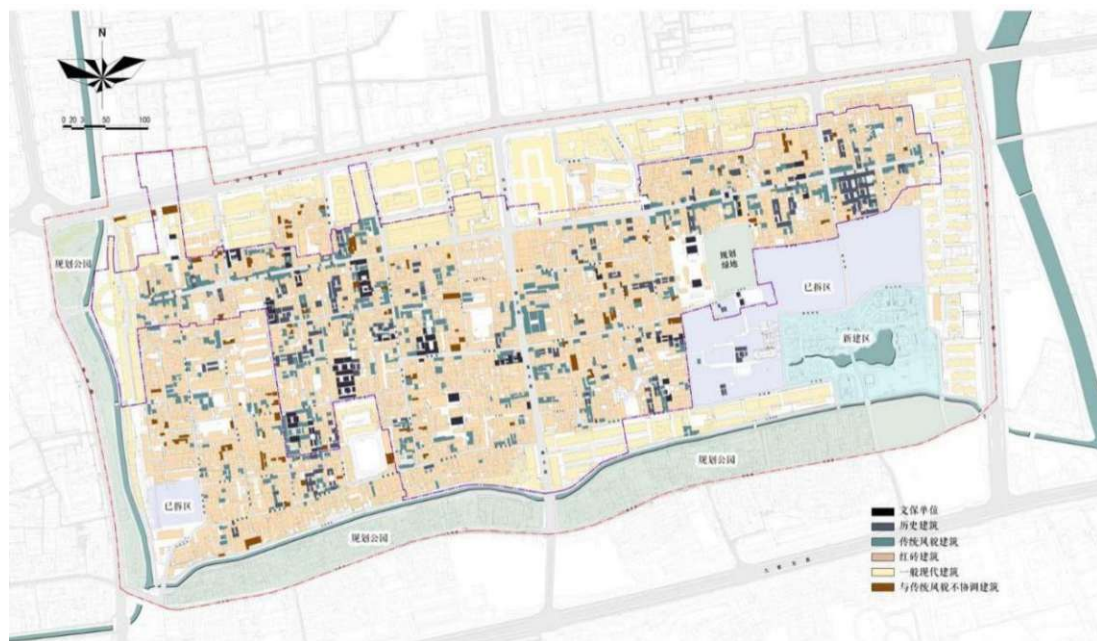 N
0 20 50 100
规划公园
规划
绿地
已拆区
新建区
已拆区
规划公园
规划公园
文保单位
历史建筑
传统风貌建筑
红砖建筑
一般现代建筑
与传统风貌不协调建筑